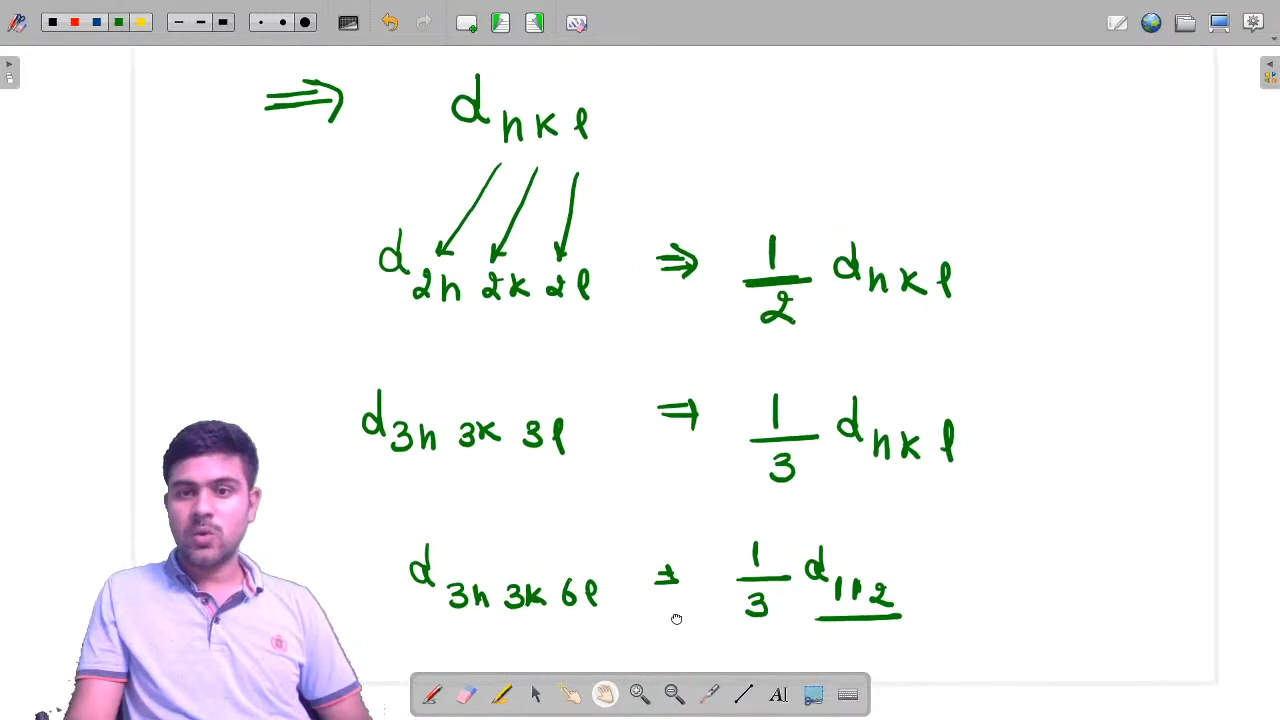 ⇒ d_hkl
d_2h 2k 2l ⇒ 1/2 d_hkl
d_3h 3k 3l ⇒ 1/3 d_hkl
d_3h 3k 6l = 1/3 d_112
AI